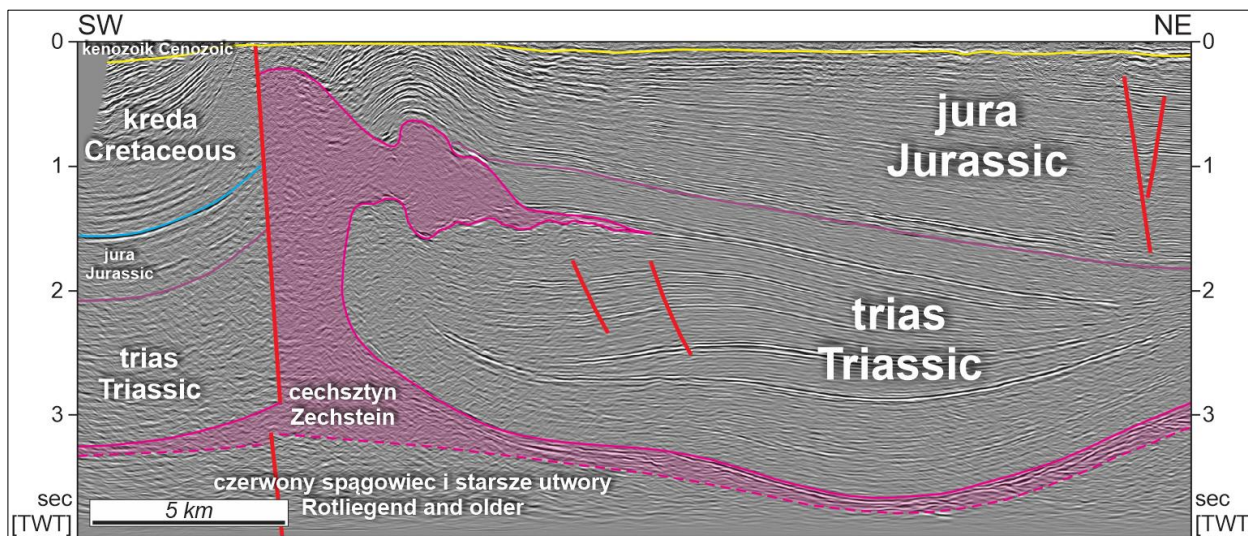 SW
NE
0
0
kenozoik Cenozoic
kreda
Cretaceous
jura
Jurassic
1
1
jura
Jurassic
2
2
trias
Triassic
trias
Triassic
cechsztyn
Zechstein
3
3
czerwony spągowiec i starsze utwory
Rotliegend and older
sec
[TWT]
5 km
sec
[TWT